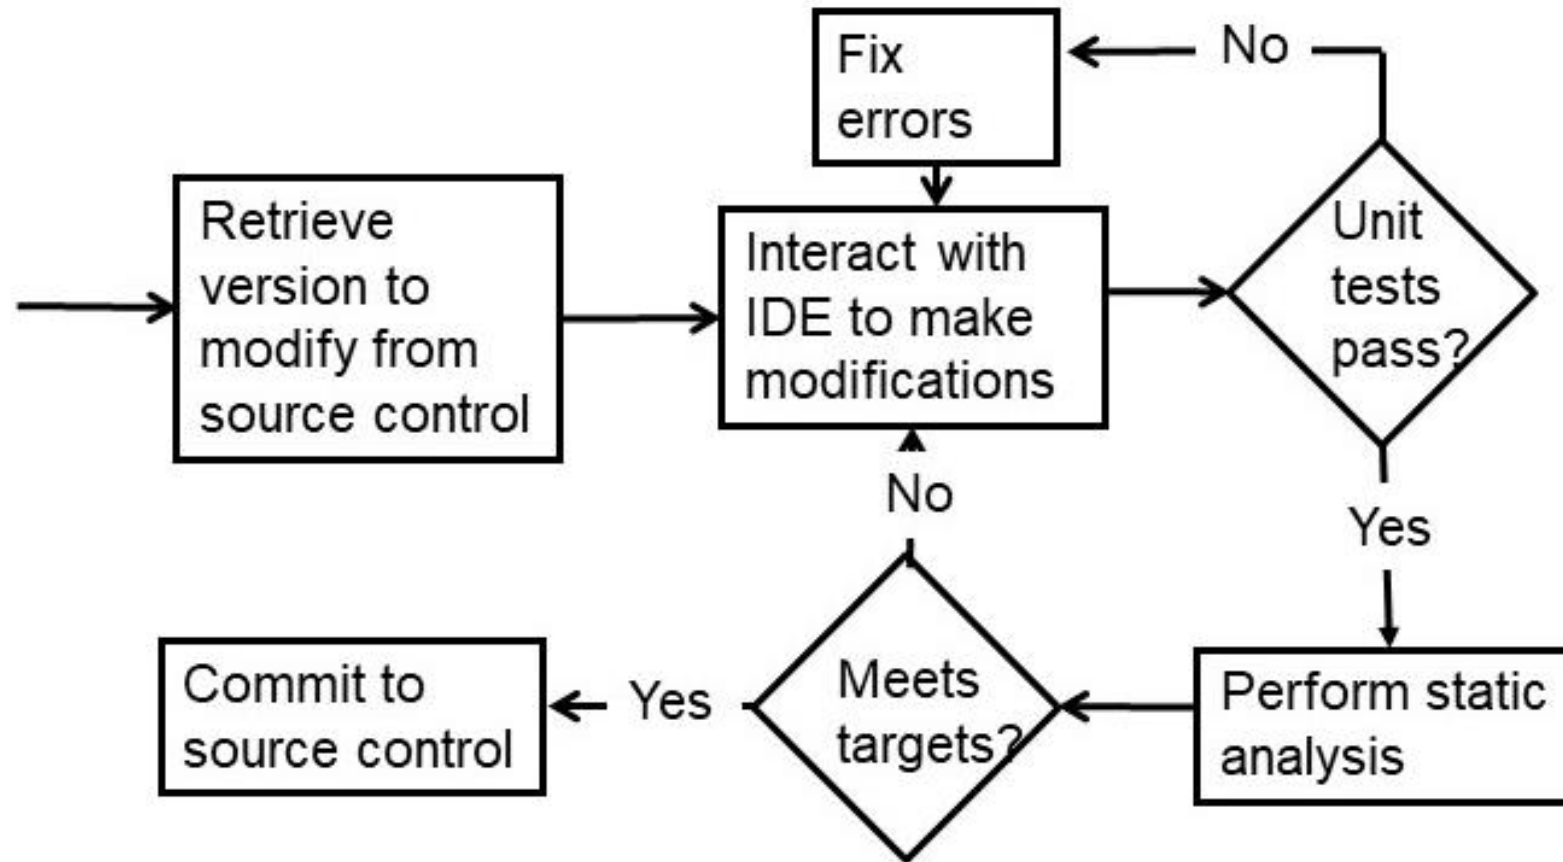 Fix
errors
No
Retrieve
version to
modify from
source control
Interact with
IDE to make
modifications
Unit
tests
pass?
No
Yes
Commit to
source control
Yes
Meets
targets?
Perform static
analysis